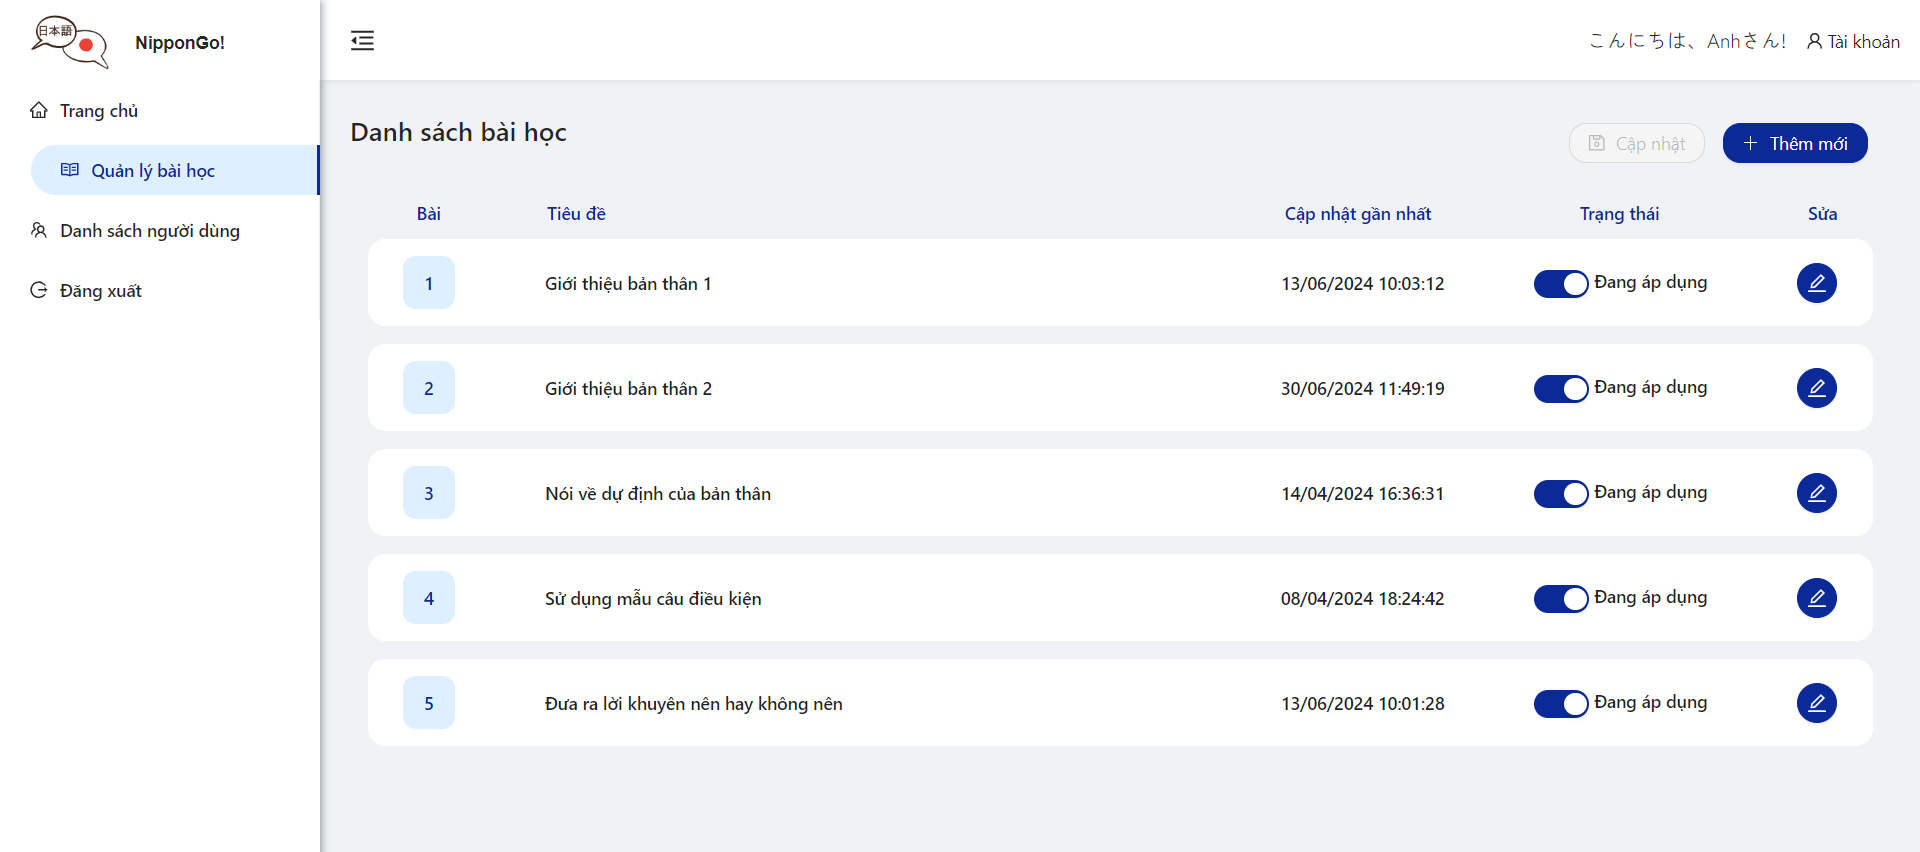 日本語
NipponGo!
こんにちは、Anhさん!
Tài khoản
Trang chủ
Quản lý bài học
Danh sách người dùng
Đăng xuất
Danh sách bài học
Cập nhật
Thêm mới
Bài Tiêu đề Cập nhật gần nhất Trạng thái Sửa
1 Giới thiệu bản thân 1 13/06/2024 10:03:12 Đang áp dụng
2 Giới thiệu bản thân 2 30/06/2024 11:49:19 Đang áp dụng
3 Nói về dự định của bản thân 14/04/2024 16:36:31 Đang áp dụng
4 Sử dụng mẫu câu điều kiện 08/04/2024 18:24:42 Đang áp dụng
5 Đưa ra lời khuyên nên hay không nên 13/06/2024 10:01:28 Đang áp dụng